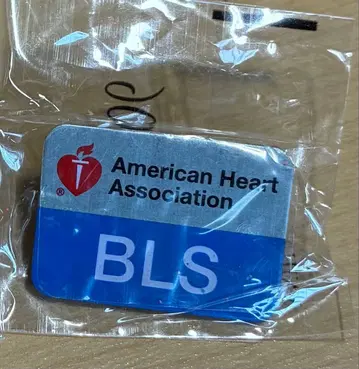 ®
American Heart
Association
BLS